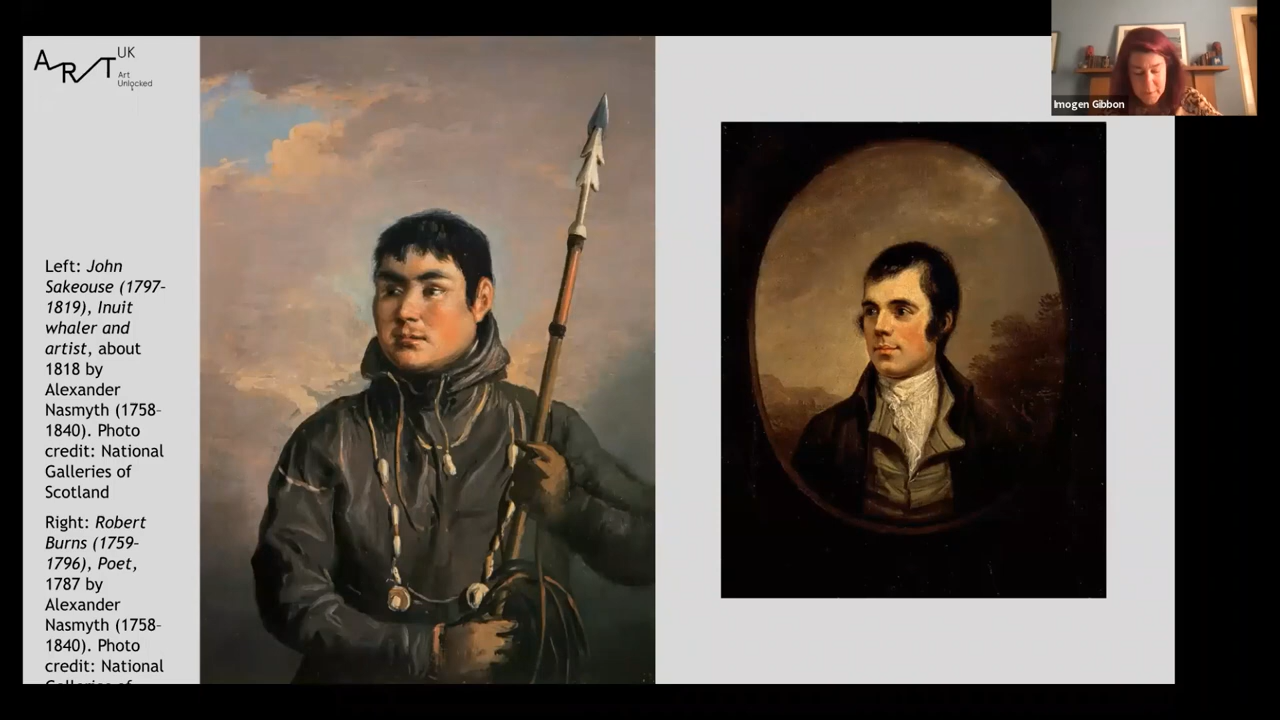 ART UK
Art
Unlocked
Imogen Gibbon
Left: John
Sakeouse (1797-
1819), Inuit
whaler and
artist, about
1818 by
Alexander
Nasmyth (1758-
1840). Photo
credit: National
Galleries of
Scotland
Right: Robert
Burns (1759-
1796), Poet,
1787 by
Alexander
Nasmyth (1758-
1840). Photo
credit: National
Galleries of